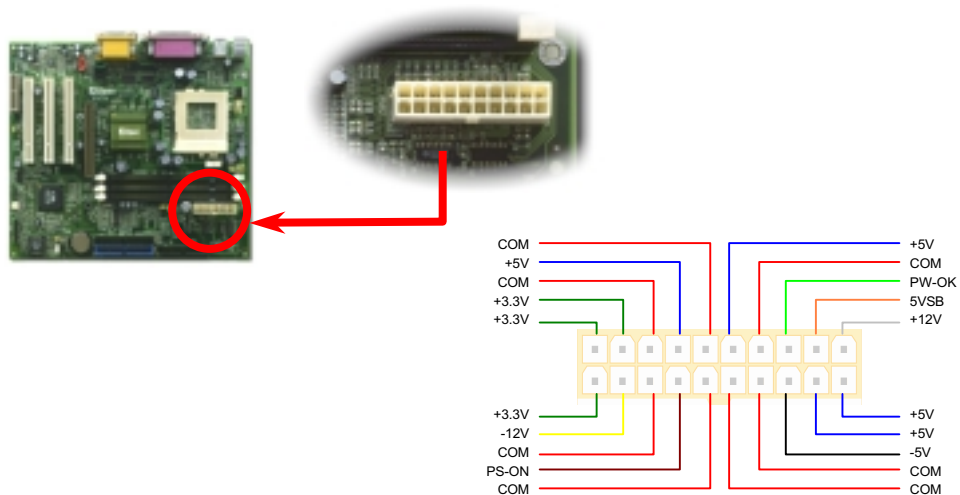 COM
+5V
COM
+3.3V
+3.3V
+5V
COM
PW-OK
5VSB
+12V
+3.3V
-12V
COM
PS-ON
COM
+5V
+5V
-5V
COM
COM